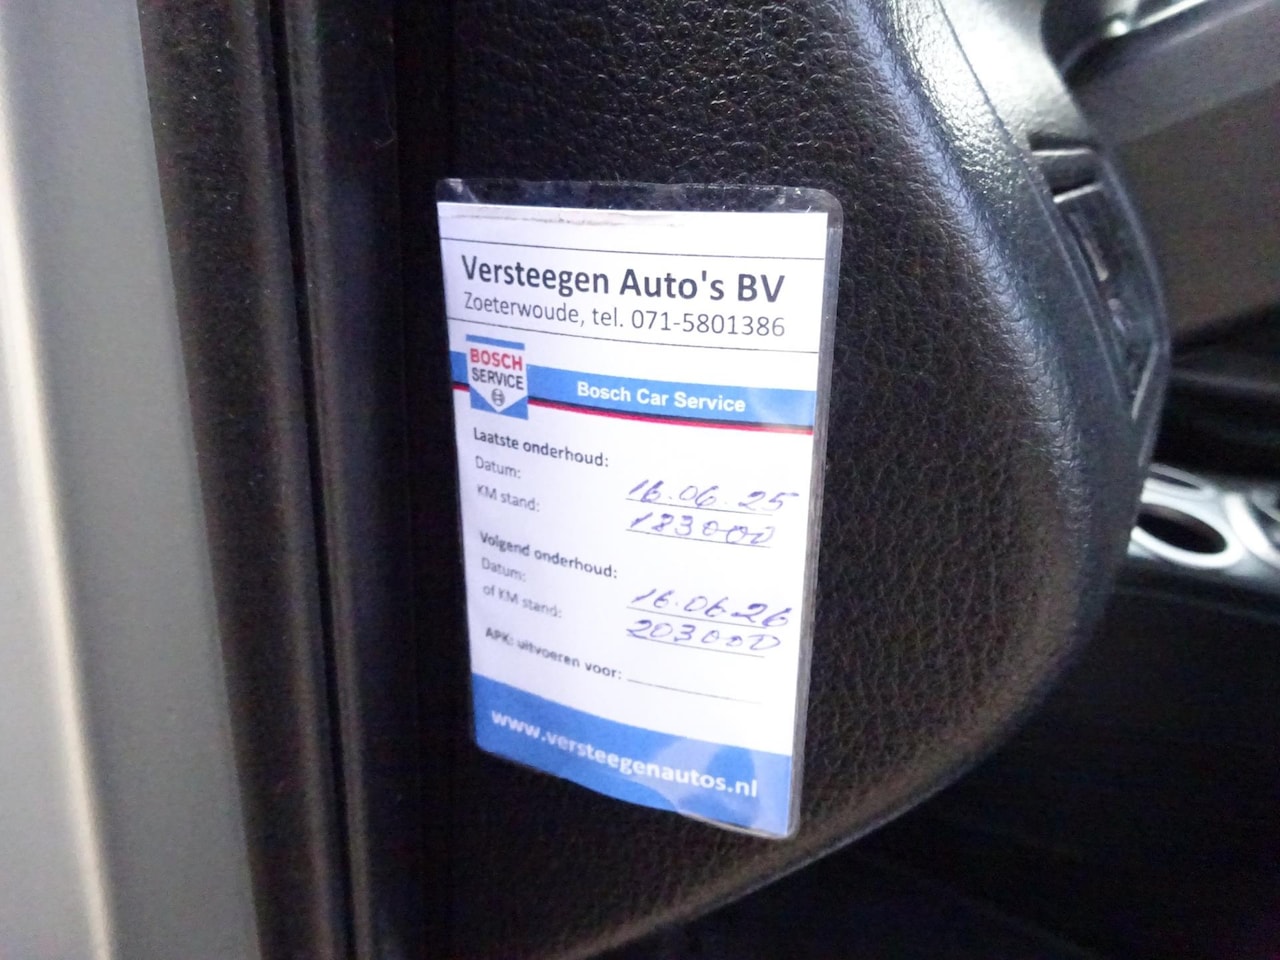 Versteegen Auto's BV
Zoeterwoude, tel. 071-5801386
BOSCH
SERVICE
Bosch Car Service
Laatste onderhoud:
Datum: 16.06.25
KM stand: 183000
Volgend onderhoud:
Datum: 16.06.26
of KM stand: 203000
APK: uitvoeren voor:
www.versteegenautos.nl